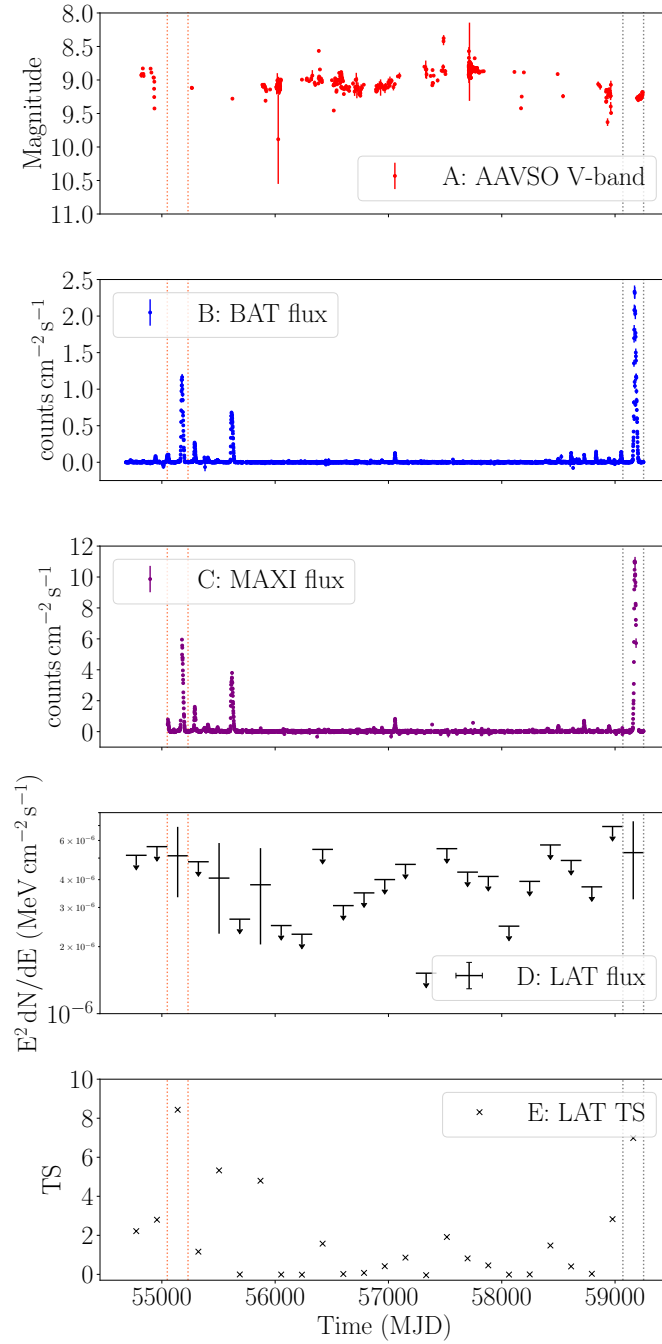 8.0
8.5
9.0
9.5
10.0
10.5
11.0
Magnitude
A: AAVSO V-band
2.5
2.0
1.5
1.0
0.5
0.0
counts cm⁻² s⁻¹
B: BAT flux
12
10
8
6
4
2
0
counts cm⁻² s⁻¹
C: MAXI flux
6 × 10⁻⁶
4 × 10⁻⁶
3 × 10⁻⁶
2 × 10⁻⁶
10⁻⁶
E² dN/dE (MeV cm⁻² s⁻¹)
D: LAT flux
10
8
6
4
2
0
TS
E: LAT TS
55000 56000 57000 58000 59000
Time (MJD)